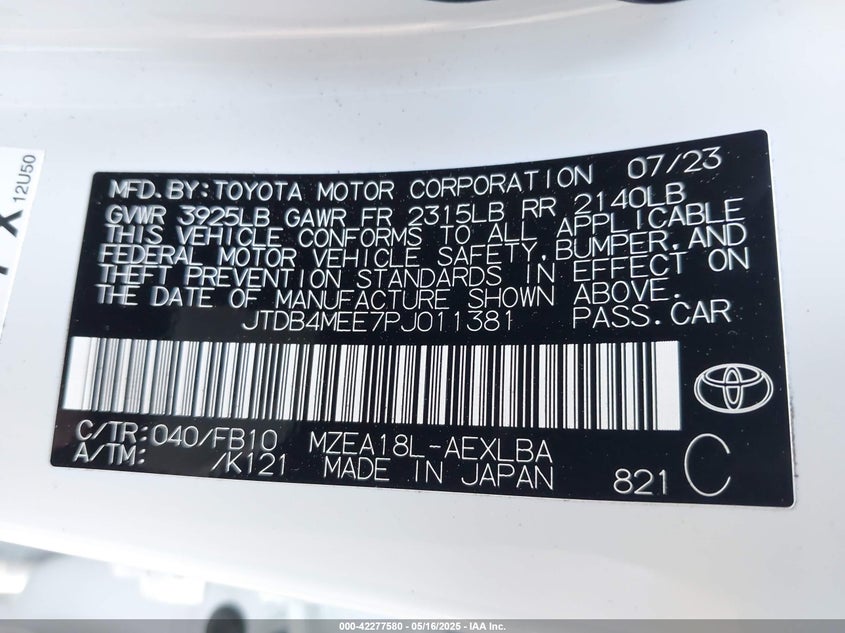 12U50
MFD.BY:TOYOTA MOTOR CORPORATION 07/23
GVWR 3925LB GAWR FR 2315LB RR 2140LB
THIS VEHICLE CONFORMS TO ALL APPLICABLE
FEDERAL MOTOR VEHICLE SAFETY,BUMPER,AND
THEFT PREVENTION STANDARDS IN EFFECT ON
THE DATE OF MANUFACTURE SHOWN ABOVE.
JTDB4MEE7PJ011381 PASS.CAR
C/TR:040/FB10 MZEA18L-AEXLBA C
A/TM: /K121 MADE IN JAPAN 821
000-42277580 - 05/16/2025 - IAA Inc.